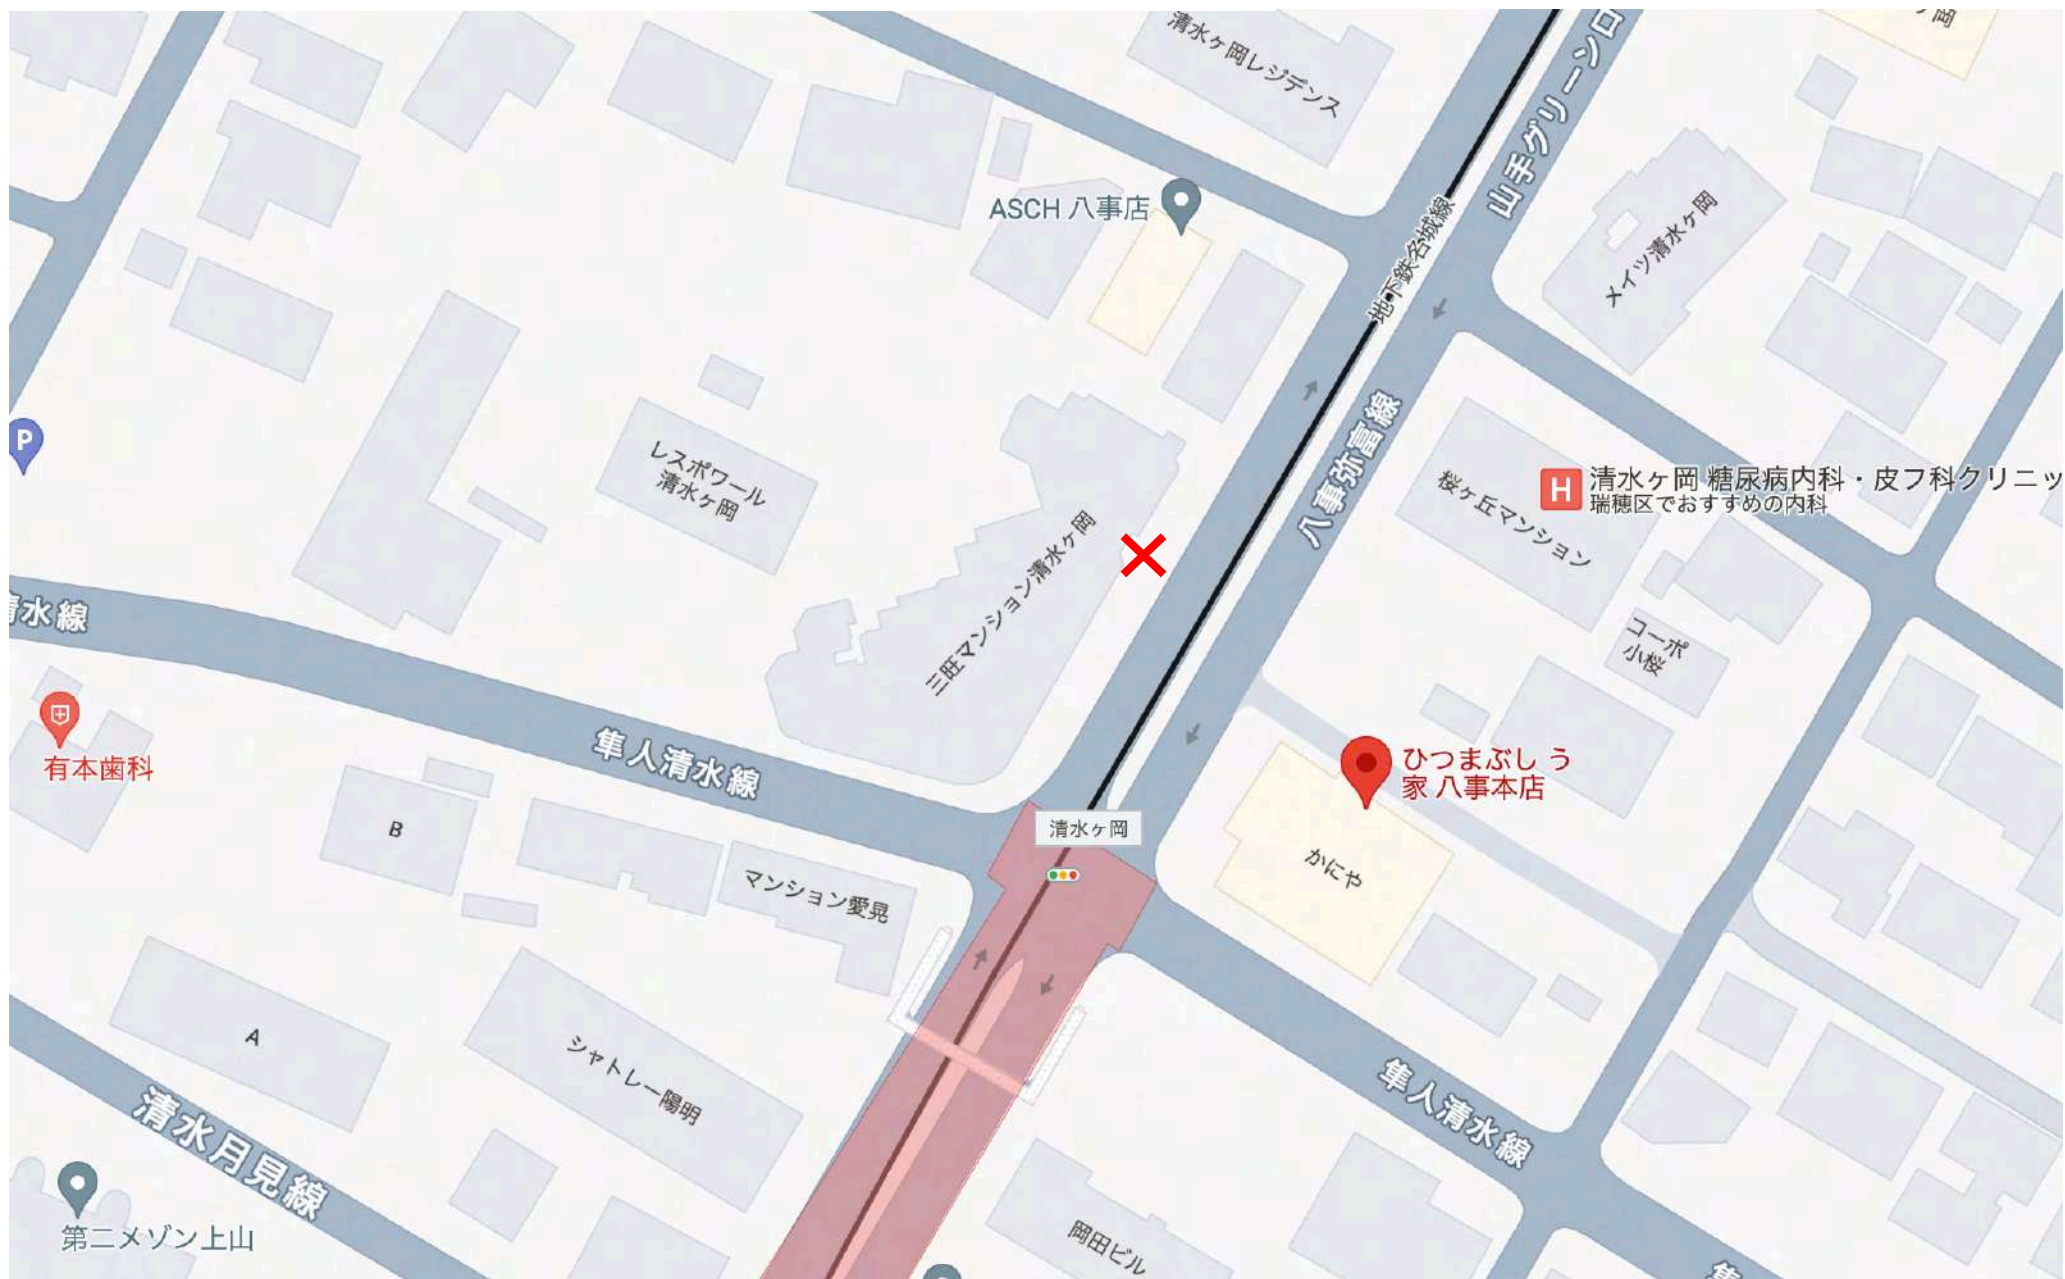 清水ヶ岡レジデンス
岡
山手グリーンロ
ASCH 八事店
地下鉄名城線
メイツ清水ヶ岡
P
レスポワール
清水ヶ岡
八事弥富線
桜ヶ丘マンション
H
清水ヶ岡 糖尿病内科・皮フ科クリニッ
瑞穂区でおすすめの内科
三旺マンション清水ヶ岡
水線
コーポ
小桜
有本歯科
隼人清水線
ひつまぶし う
家 八事本店
清水ヶ岡
B
かにや
マンション愛晃
A
シャトレー陽明
隼人清水線
清水月見線
第二メゾン上山
岡田ビル
隼